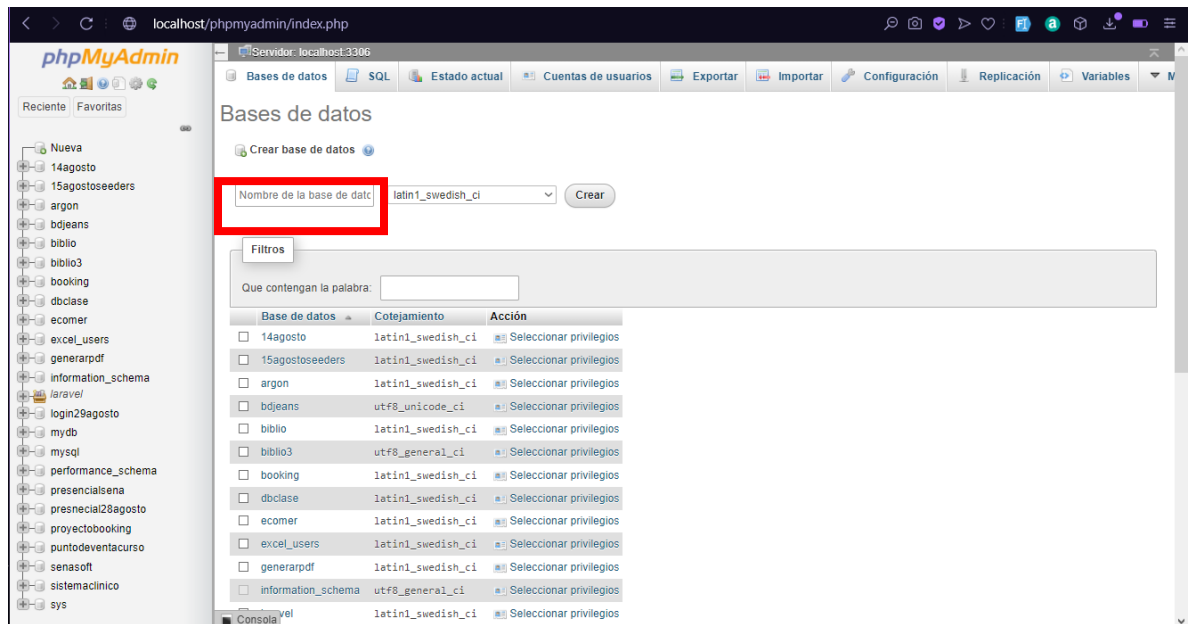 localhost/phpmyadmin/index.php
phpMyAdmin
Reciente Favoritas
Nueva
14agosto
15agostoseeders
argon
bdjeans
biblio
biblio3
booking
dbclase
ecomer
excel_users
generarpdf
information_schema
laravel
login29agosto
mydb
mysql
performance_schema
presencialsena
presnecial28agosto
proyectobooking
puntodeventacurso
senasoft
sistemaclinico
sys
Servidor: localhost:3306
Bases de datos SQL Estado actual Cuentas de usuarios Exportar Importar Configuración Replicación Variables M
Bases de datos
Crear base de datos
Nombre de la base de datc latin1_swedish_ci Crear
Filtros
Que contengan la palabra:
Base de datos Cotejamiento Acción
14agosto latin1_swedish_ci Seleccionar privilegios
15agostoseeders latin1_swedish_ci Seleccionar privilegios
argon latin1_swedish_ci Seleccionar privilegios
bdjeans utf8_unicode_ci Seleccionar privilegios
biblio latin1_swedish_ci Seleccionar privilegios
biblio3 utf8_general_ci Seleccionar privilegios
booking latin1_swedish_ci Seleccionar privilegios
dbclase latin1_swedish_ci Seleccionar privilegios
ecomer latin1_swedish_ci Seleccionar privilegios
excel_users latin1_swedish_ci Seleccionar privilegios
generarpdf latin1_swedish_ci Seleccionar privilegios
information_schema utf8_general_ci Seleccionar privilegios
vel latin1_swedish_ci Seleccionar privilegios
Consola